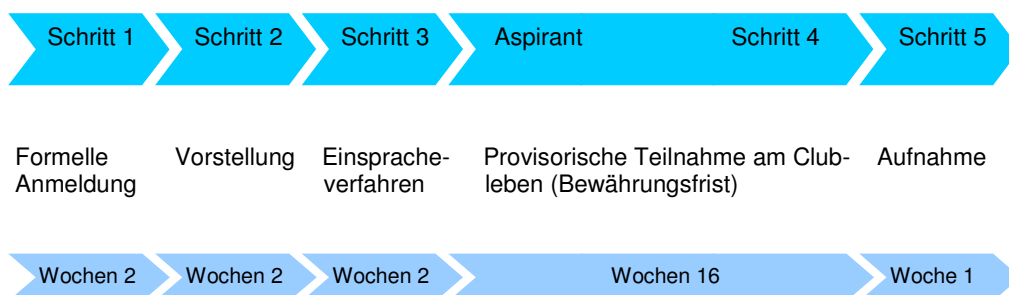 Schritt 1 Schritt 2 Schritt 3 Aspirant Schritt 4 Schritt 5
Formelle
Anmeldung
Vorstellung
Einsprache-
verfahren
Provisorische Teilnahme am Club-
leben (Bewährungsfrist)
Aufnahme
Wochen 2 Wochen 2 Wochen 2 Wochen 16 Woche 1